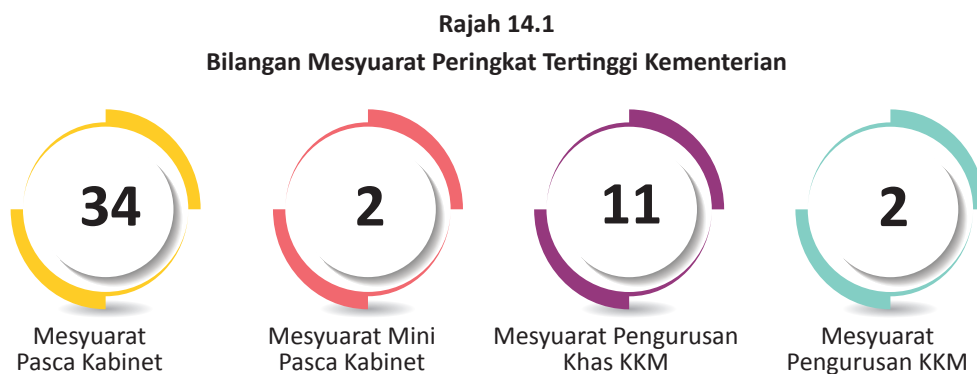 Rajah 14.1
Bilangan Mesyuarat Peringkat Tertinggi Kementerian
34
Mesyuarat
Pasca Kabinet
2
Mesyuarat Mini
Pasca Kabinet
11
Mesyuarat Pengurusan
Khas KKM
2
Mesyuarat
Pengurusan KKM